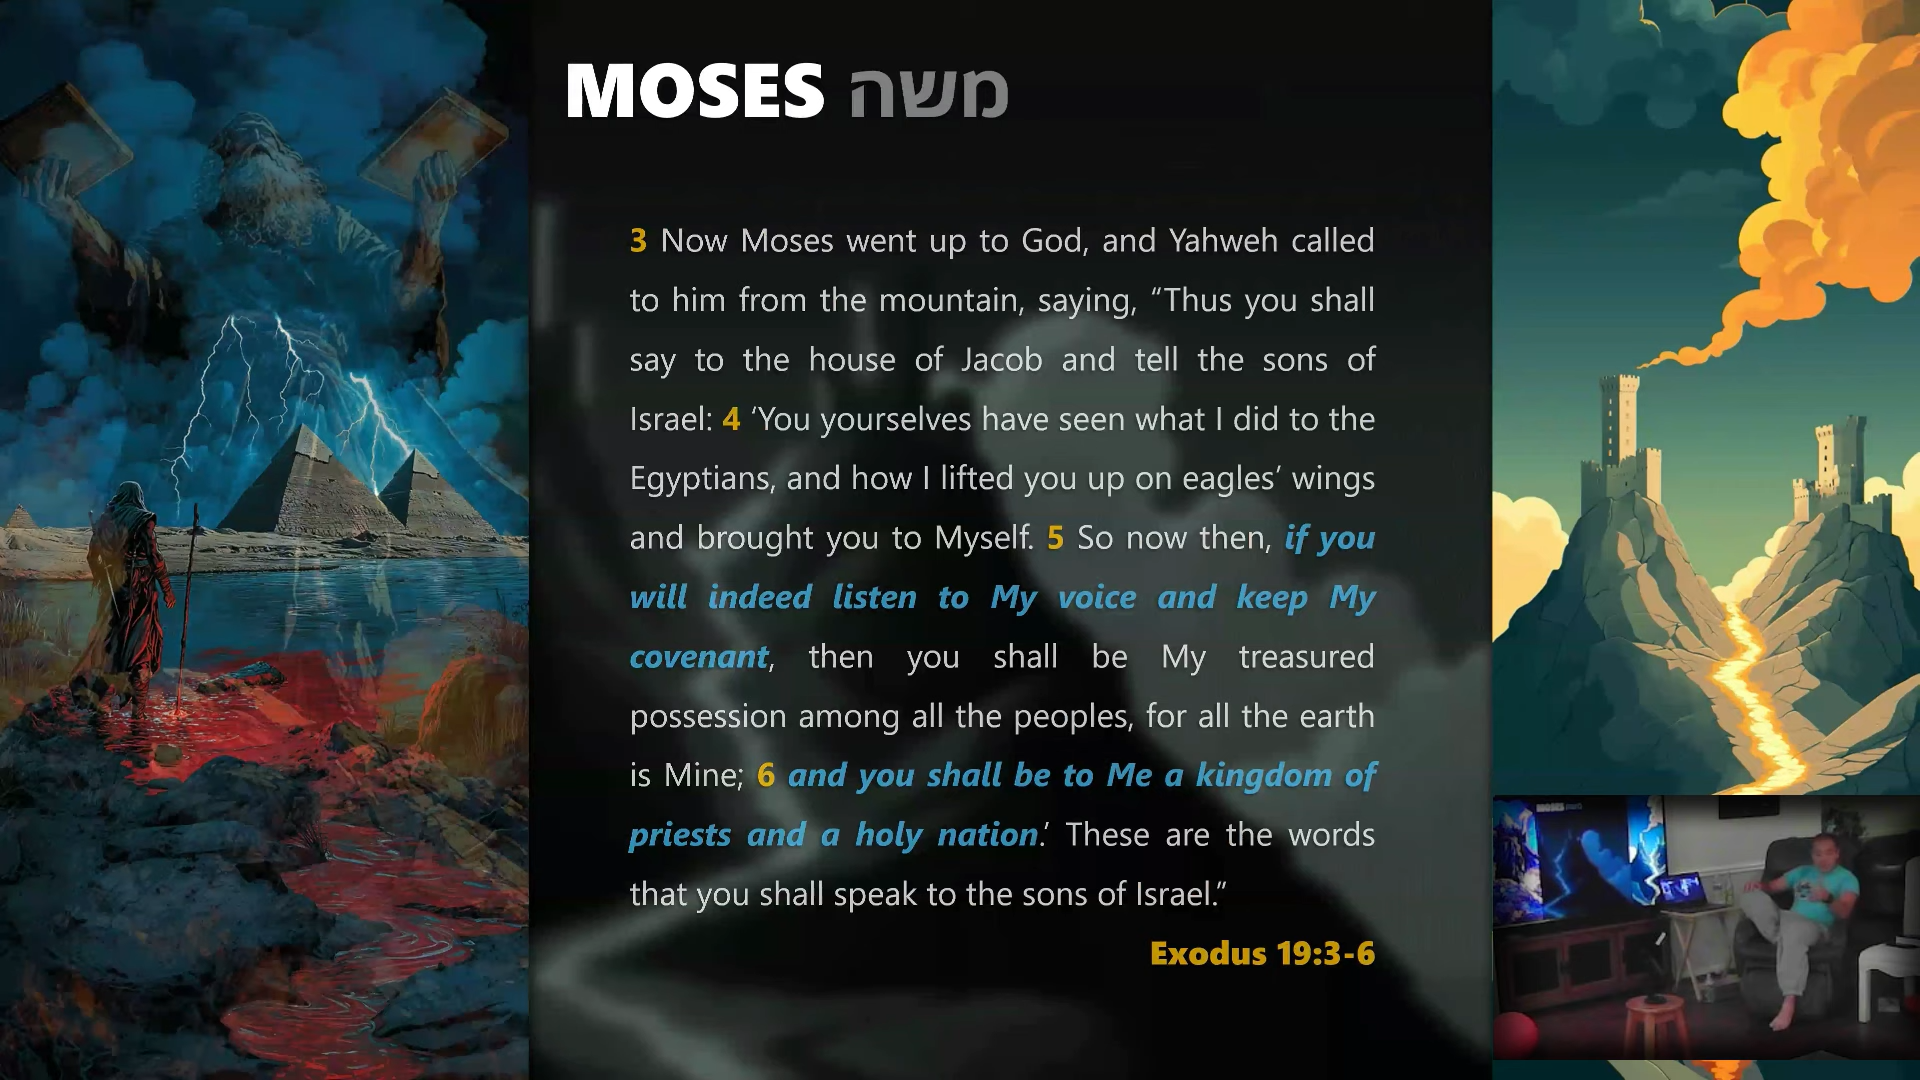 MOSES משה
3 Now Moses went up to God, and Yahweh called
to him from the mountain, saying, “Thus you shall
say to the house of Jacob and tell the sons of
Israel: 4 ‘You yourselves have seen what I did to the
Egyptians, and how I lifted you up on eagles’ wings
and brought you to Myself. 5 So now then, if you
will indeed listen to My voice and keep My
covenant, then you shall be My treasured
possession among all the peoples, for all the earth
is Mine; 6 and you shall be to Me a kingdom of
priests and a holy nation.’ These are the words
that you shall speak to the sons of Israel.”
Exodus 19:3-6